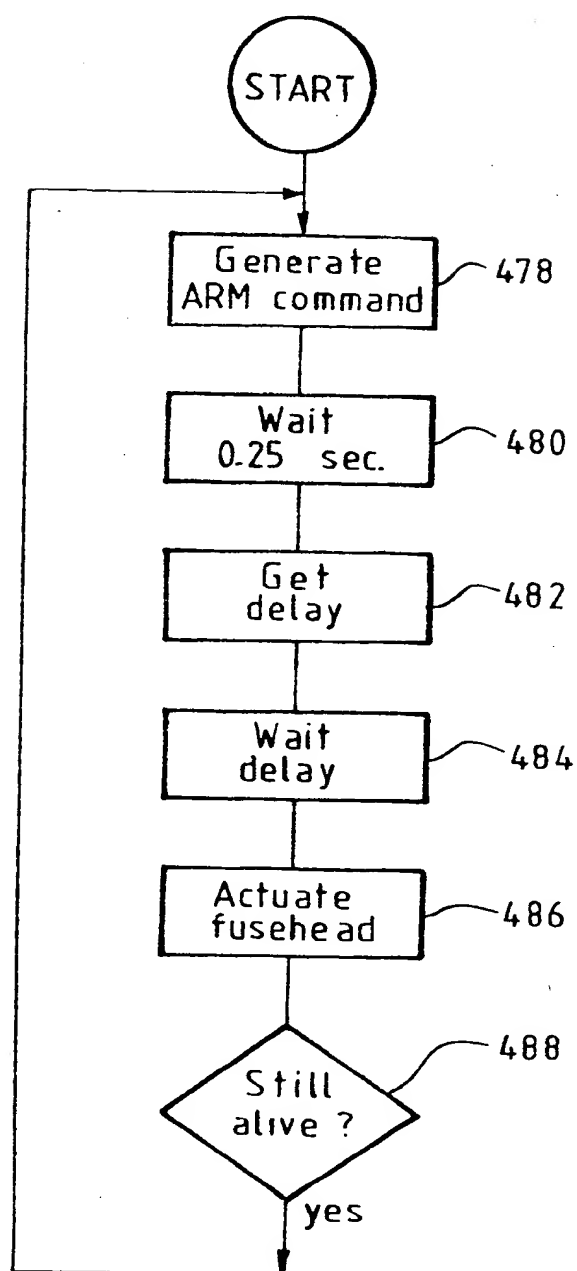 START
Generate
ARM command
478
Wait
0.25 sec.
480
Get
delay
482
Wait
delay
484
Actuate
fusehead
486
Still
alive ?
488
yes